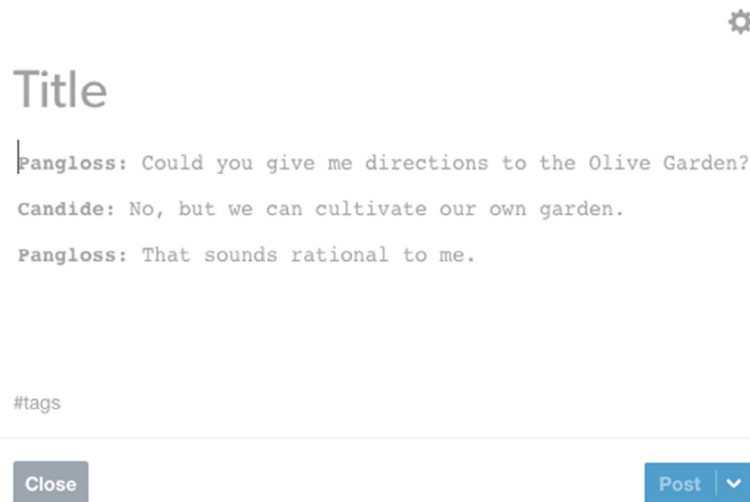 Title
Pangloss: Could you give me directions to the Olive Garden?
Candide: No, but we can cultivate our own garden.
Pangloss: That sounds rational to me.
#tags
Close
Post